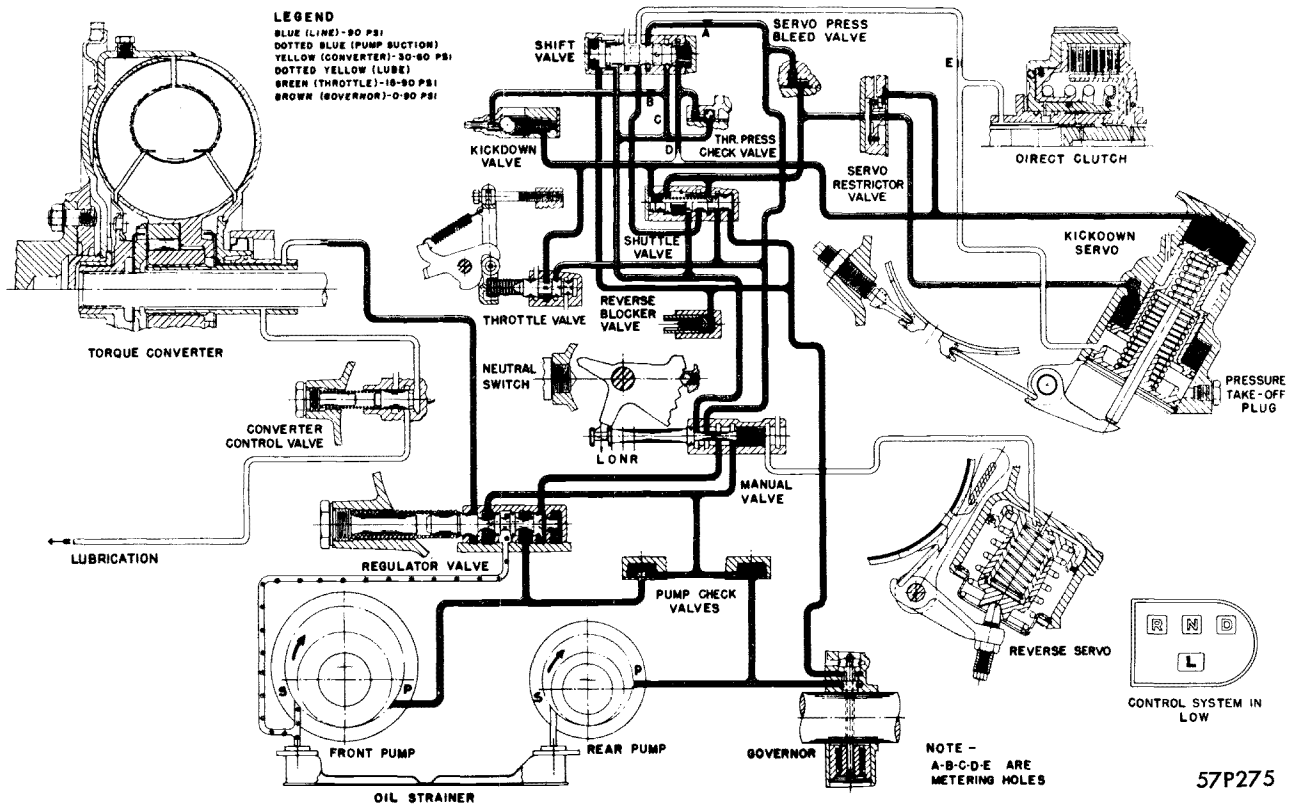 LEGEND
BLUE (LINE)-90 PSI
DOTTED BLUE (PUMP SUCTION)
YELLOW (CONVERTER)-30-60 PSI
DOTTED YELLOW (LUBE)
GREEN (THROTTLE)-15-90 PSI
BROWN (GOVERNOR)-0-90 PSI
SHIFT
VALVE
A
SERVO PRESS
BLEED VALVE
E
DIRECT CLUTCH
B
C
D
KICKDOWN
VALVE
THR. PRESS
CHECK VALVE
SERVO
RESTRICTOR
VALVE
SHUTTLE
VALVE
KICKDOWN
SERVO
THROTTLE VALVE
REVERSE
BLOCKER
VALVE
TORQUE CONVERTER
NEUTRAL
SWITCH
PRESSURE
TAKE-OFF
PLUG
CONVERTER
CONTROL VALVE
L O N R
MANUAL
VALVE
LUBRICATION
REGULATOR VALVE
PUMP CHECK
VALVES
REVERSE SERVO
R N D
L
CONTROL SYSTEM IN
LOW
S
P
FRONT PUMP
S
P
REAR PUMP
GOVERNOR
NOTE -
A-B-C-D-E ARE
METERING HOLES
OIL STRAINER
57P275